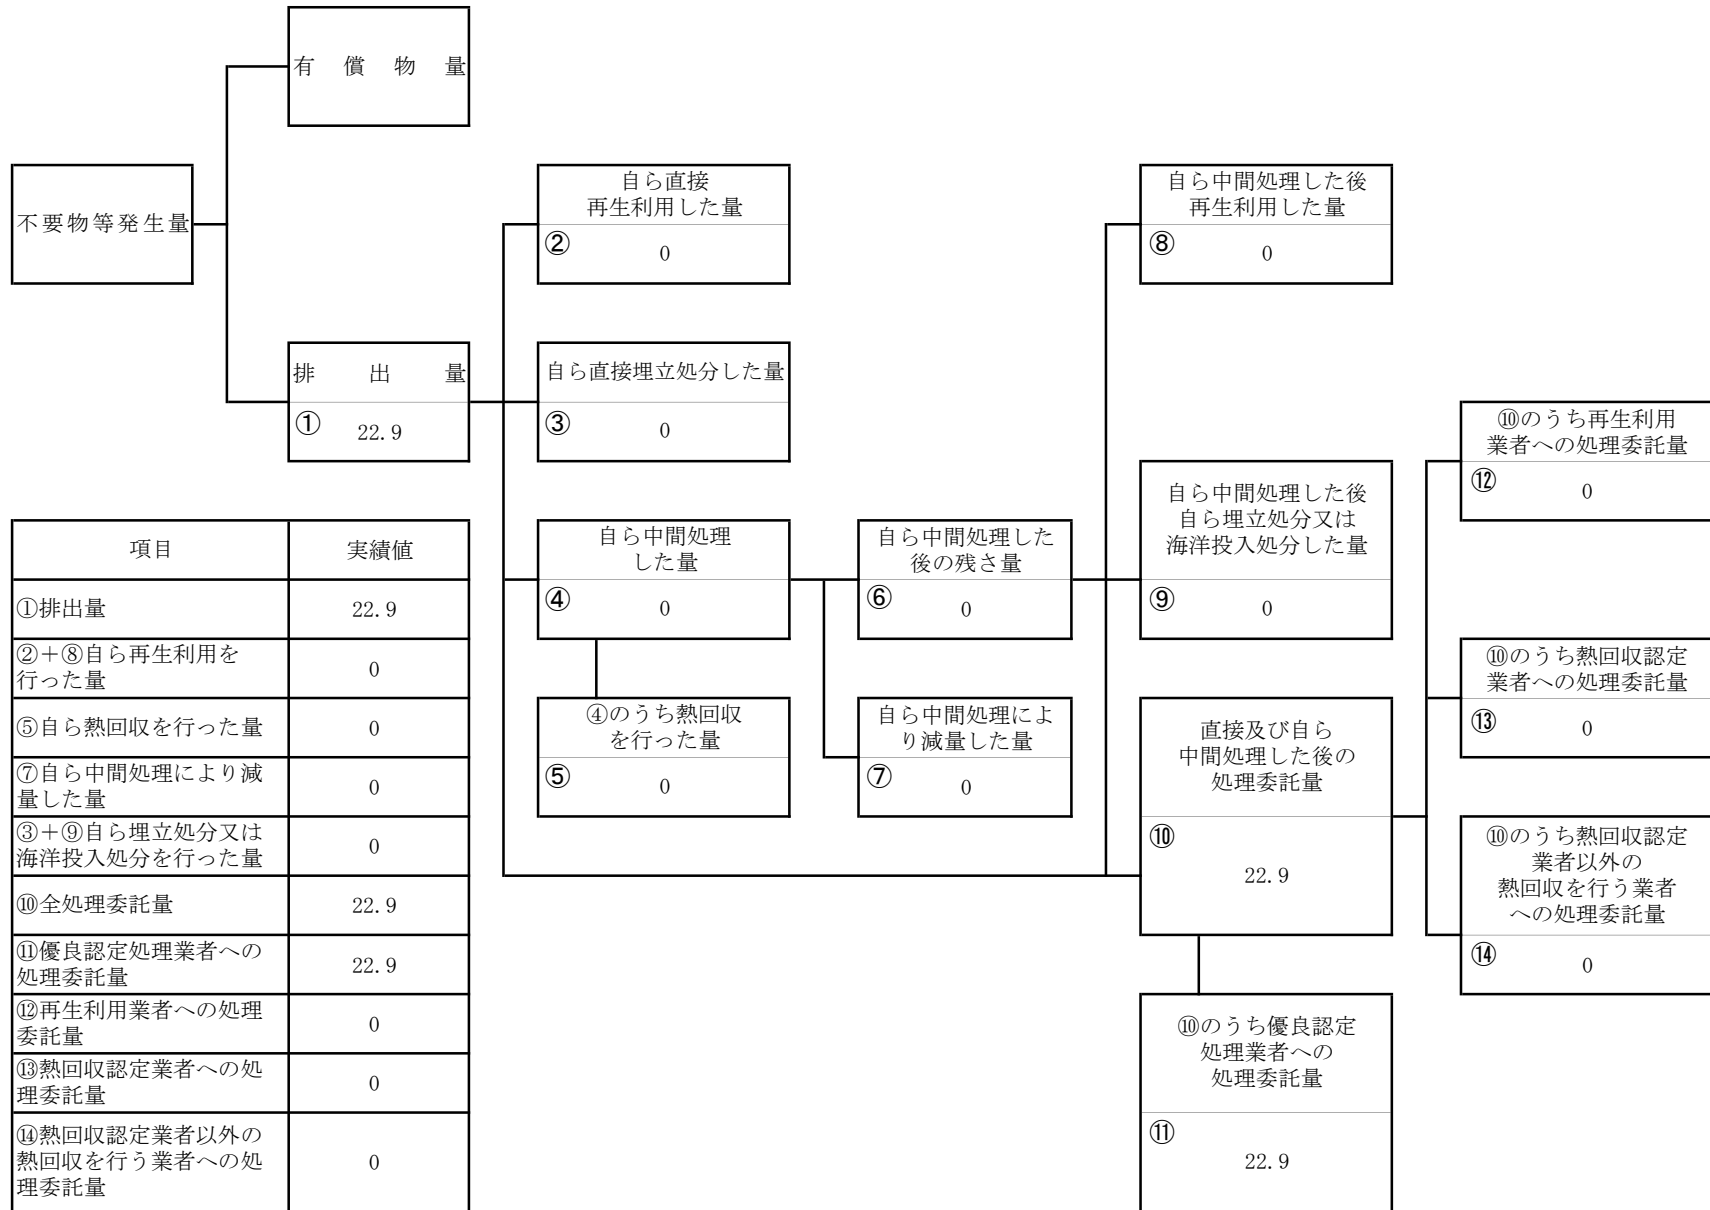 有償物量
不要物等発生量
排出量
①
22.9
自ら直接
再生利用した量
②
0
自ら直接埋立処分した量
③
0
自ら中間処理
した量
④
0
④のうち熱回収
を行った量
⑤
0
自ら中間処理した
後の残さ量
⑥
0
自ら中間処理によ
り減量した量
⑦
0
自ら中間処理した後
再生利用した量
⑧
0
自ら中間処理した後
自ら埋立処分又は
海洋投入処分した量
⑨
0
直接及び自ら
中間処理した後の
処理委託量
⑩
22.9
⑩のうち優良認定
処理業者への
処理委託量
⑪
22.9
⑩のうち再生利用
業者への処理委託量
⑫
0
⑩のうち熱回収認定
業者への処理委託量
⑬
0
⑩のうち熱回収認定
業者以外の
熱回収を行う業者
への処理委託量
⑭
0
項目 実績値
①排出量 22.9
②＋⑧自ら再生利用を
行った量 0
⑤自ら熱回収を行った量 0
⑦自ら中間処理により減
量した量 0
③＋⑨自ら埋立処分又は
海洋投入処分を行った量 0
⑩全処理委託量 22.9
⑪優良認定処理業者への
処理委託量 22.9
⑫再生利用業者への処理
委託量 0
⑬熱回収認定業者への処
理委託量 0
⑭熱回収認定業者以外の
熱回収を行う業者への処
理委託量 0